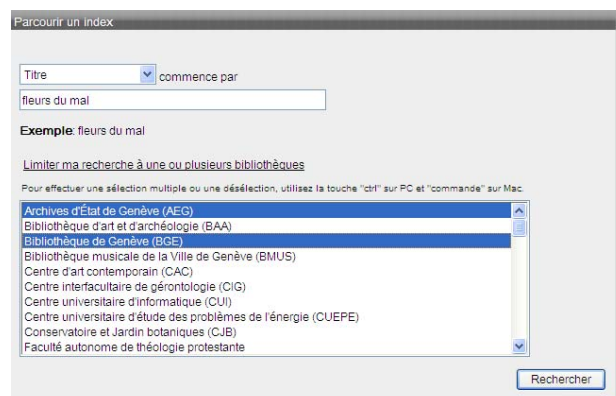 Parcourir un index
Titre commence par
fleurs du mal
Exemple: fleurs du mal
Limiter ma recherche à une ou plusieurs bibliothèques
Pour effectuer une sélection multiple ou une désélection, utilisez la touche "ctrl" sur PC et "commande" sur Mac.
Archives d'État de Genève (AEG)
Bibliothèque d'art et d'archéologie (BAA)
Bibliothèque de Genève (BGE)
Bibliothèque musicale de la Ville de Genève (BMUS)
Centre d'art contemporain (CAC)
Centre interfacultaire de gérontologie (CIG)
Centre universitaire d'informatique (CUI)
Centre universitaire d'étude des problèmes de l'énergie (CUEPE)
Conservatoire et Jardin botaniques (CJB)
Faculté autonome de théologie protestante
Rechercher